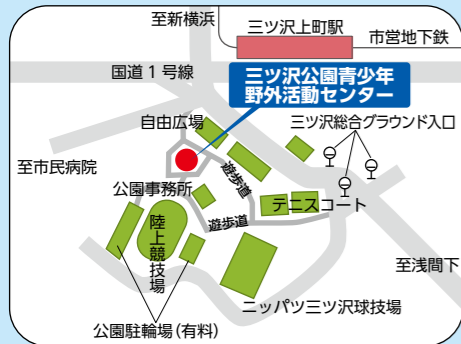 至新横浜
三ツ沢上町駅
市営地下鉄
国道1号線
三ツ沢公園青少年
野外活動センター
自由広場
三ツ沢総合グラウンド入口
至市民病院
遊歩道
公園事務所
テニスコート
陸上競技場
遊歩道
至浅間下
ニッパツ三ツ沢球技場
公園駐輪場(有料)